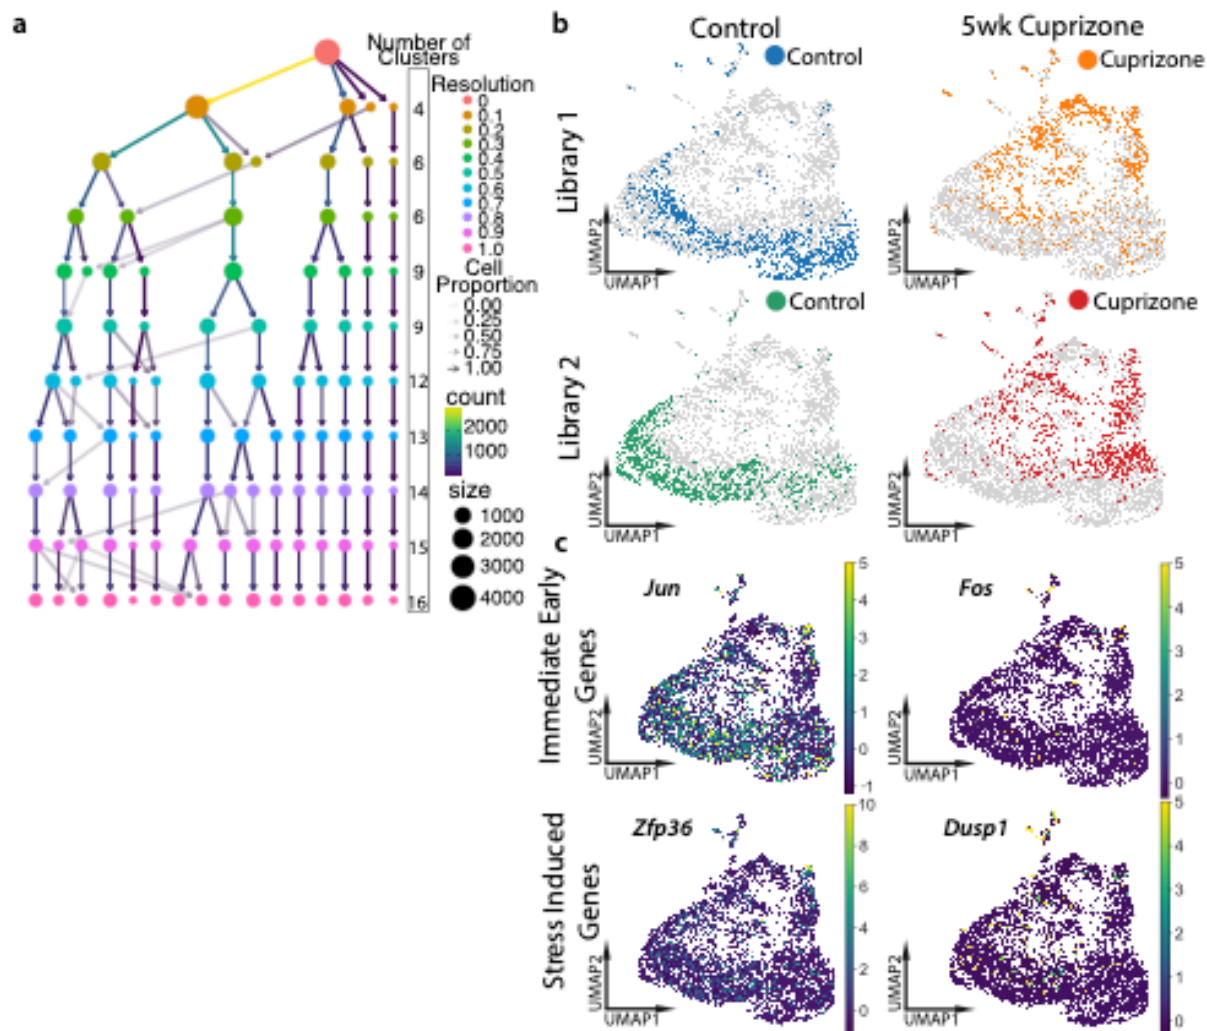 a
Number of
Clusters
4
6
6
9
9
12
13
14
15
16
Resolution
0
0.1
0.2
0.3
0.4
0.5
0.6
0.7
0.8
0.9
1.0
Cell
Proportion
0.00
0.25
0.50
0.75
1.00
count
2000
1000
size
1000
2000
3000
4000
b
Control
5wk Cuprizone
Library 1
Control
UMAP2
UMAP1
Cuprizone
UMAP2
UMAP1
Library 2
Control
UMAP2
UMAP1
Cuprizone
UMAP2
UMAP1
c
Immediate Early
Genes
Jun
UMAP2
UMAP1
5
4
3
2
1
0
-1
Fos
UMAP2
UMAP1
5
4
3
2
1
0
Stress Induced
Genes
Zfp36
UMAP2
UMAP1
10
8
6
4
2
0
Dusp1
UMAP2
UMAP1
5
4
3
2
1
0